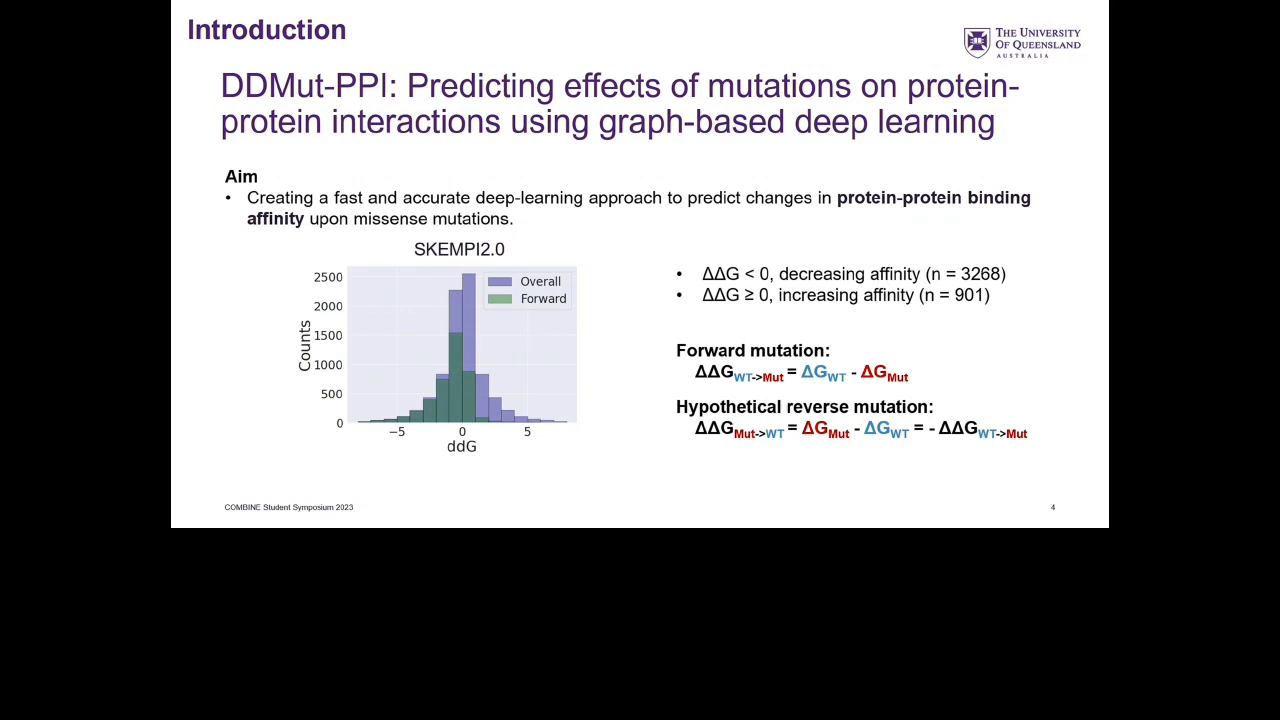 Introduction
THE UNIVERSITY
OF QUEENSLAND
AUSTRALIA
DDMut-PPI: Predicting effects of mutations on protein-
protein interactions using graph-based deep learning
Aim
• Creating a fast and accurate deep-learning approach to predict changes in protein-protein binding
affinity upon missense mutations.
SKEMPI2.0
2500
2000
1500
1000
500
0
Counts
Overall
Forward
−5 0 5
ddG
• ΔΔG < 0, decreasing affinity (n = 3268)
• ΔΔG ≥ 0, increasing affinity (n = 901)
Forward mutation:
ΔΔG WT->Mut = ΔG WT - ΔG Mut
Hypothetical reverse mutation:
ΔΔG Mut->WT = ΔG Mut - ΔG WT = - ΔΔG WT->Mut
COMBINE Student Symposium 2023
4